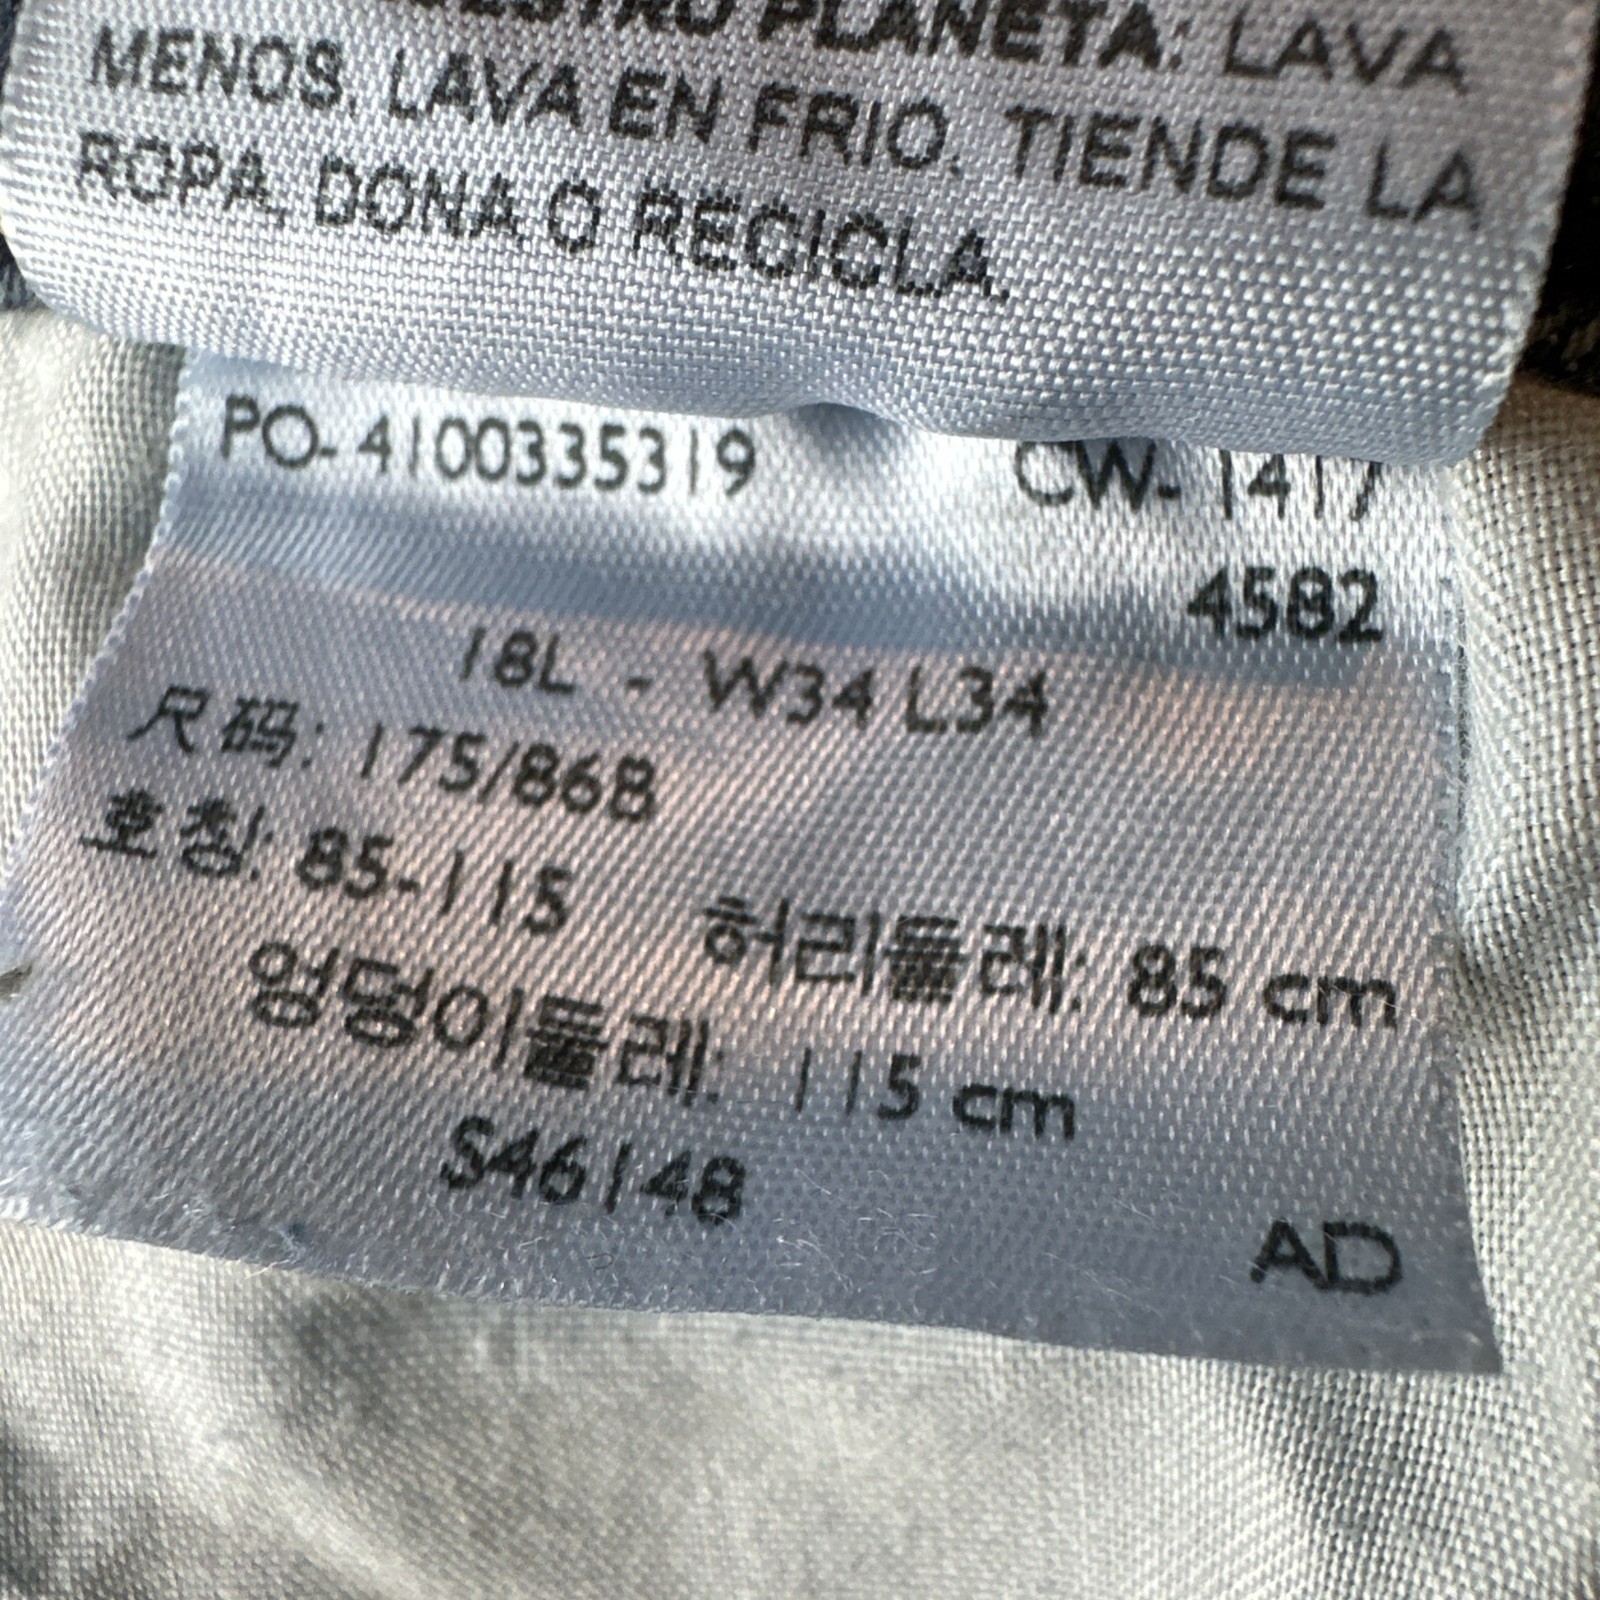 PLANETA: LAVA
MENOS, LAVA EN FRIO, TIENDE LA
ROPA, DONA O RECICLA.
PO- 4100335319 CW- 1417
4582
18L - W34 L34
尺码: 175/86B
호칭: 85-115 허리둘레: 85 cm
엉덩이둘레: 115 cm
S46148
AD